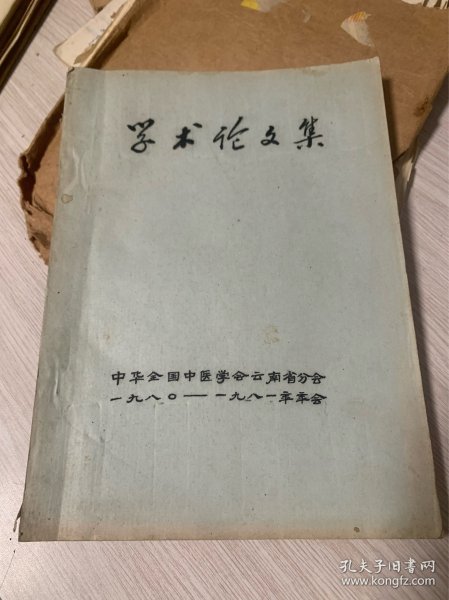 学术论文集
中华全国中医学会云南省分会
一九八〇——一九八一年年会
孔夫子旧书网
www.kongfz.com